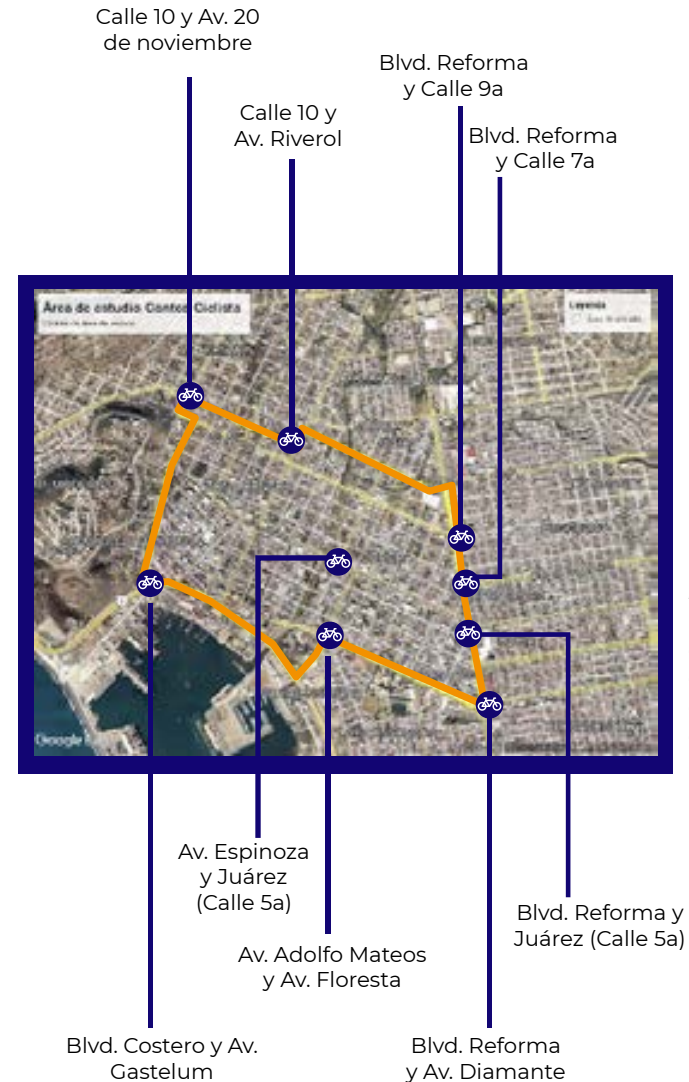 Calle 10 y Av. 20
de noviembre
Blvd. Reforma
y Calle 9a
Calle 10 y
Av. Riverol
Blvd. Reforma
y Calle 7a
Área de estudio Conteo Ciclista
Leyenda
Google
Av. Espinoza
y Juárez
(Calle 5a)
Blvd. Reforma y
Juárez (Calle 5a)
Av. Adolfo Mateos
y Av. Floresta
Blvd. Costero y Av.
Gastelum
Blvd. Reforma
y Av. Diamante